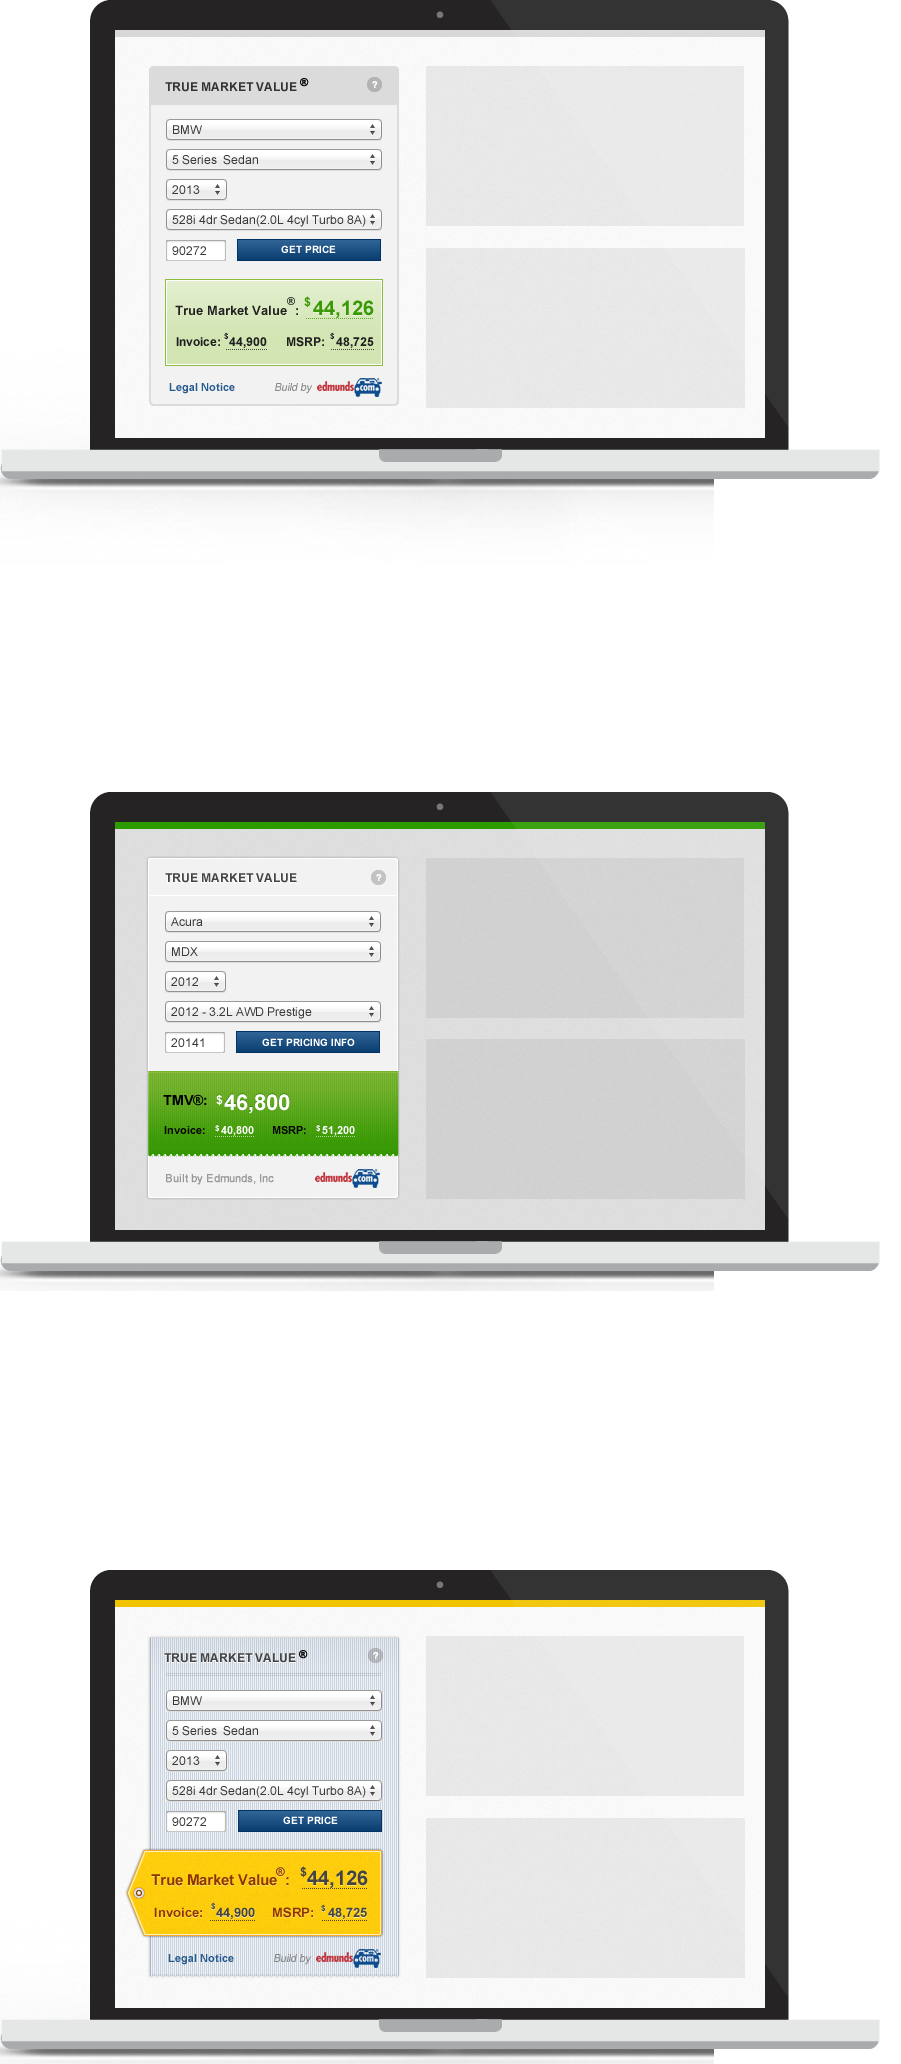 TRUE MARKET VALUE ®
?
BMW
5 Series Sedan
2013
528i 4dr Sedan(2.0L 4cyl Turbo 8A)
90272 GET PRICE
True Market Value®: $44,126
Invoice: $44,900 MSRP: $48,725
Legal Notice Build by edmunds.com
TRUE MARKET VALUE
?
Acura
MDX
2012
2012 - 3.2L AWD Prestige
20141 GET PRICING INFO
TMV®: $46,800
Invoice: $40,800 MSRP: $51,200
Built by Edmunds, Inc edmunds.com
TRUE MARKET VALUE ®
?
BMW
5 Series Sedan
2013
528i 4dr Sedan(2.0L 4cyl Turbo 8A)
90272 GET PRICE
True Market Value®: $44,126
Invoice: $44,900 MSRP: $48,725
Legal Notice Build by edmunds.com